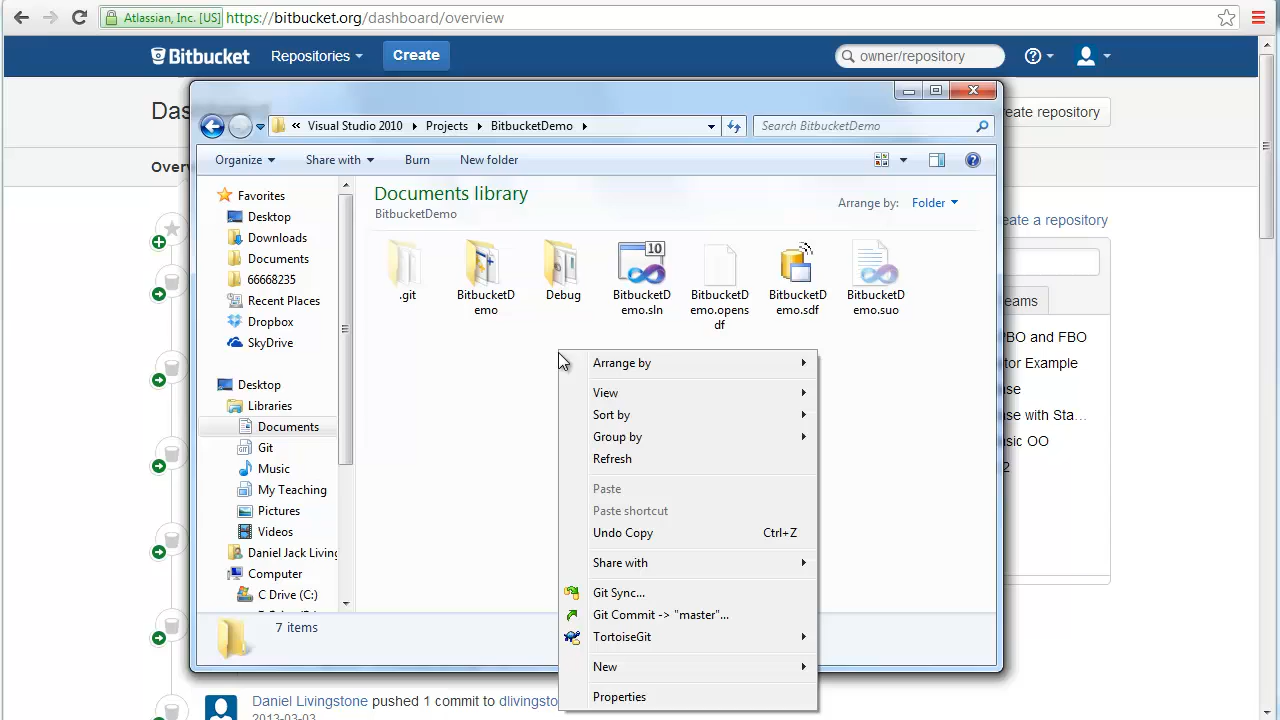 Atlassian, Inc. [US] https://bitbucket.org/dashboard/overview
Bitbucket Repositories Create owner/repository
Visual Studio 2010 Projects BitbucketDemo Search BitbucketDemo
eate repository
Organize Share with Burn New folder
Overv
Favorites
Desktop
Downloads
Documents
66668235
Recent Places
Dropbox
SkyDrive
Desktop
Libraries
Documents
Git
Music
My Teaching
Pictures
Videos
Daniel Jack Living
Computer
C Drive (C:)
Documents library
BitbucketDemo
Arrange by: Folder
.git
BitbucketD
emo
Debug
10
BitbucketD
emo.sln
BitbucketD
emo.opens
df
BitbucketD
emo.sdf
BitbucketD
emo.suo
Arrange by
View
Sort by
Group by
Refresh
Paste
Paste shortcut
Undo Copy Ctrl+Z
Share with
Git Sync...
Git Commit -> "master"...
TortoiseGit
New
Properties
7 items
eate a repository
eams
BO and FBO
tor Example
se
se with Sta...
sic OO
2
Daniel Livingstone pushed 1 commit to dlivingsto
2013-03-03